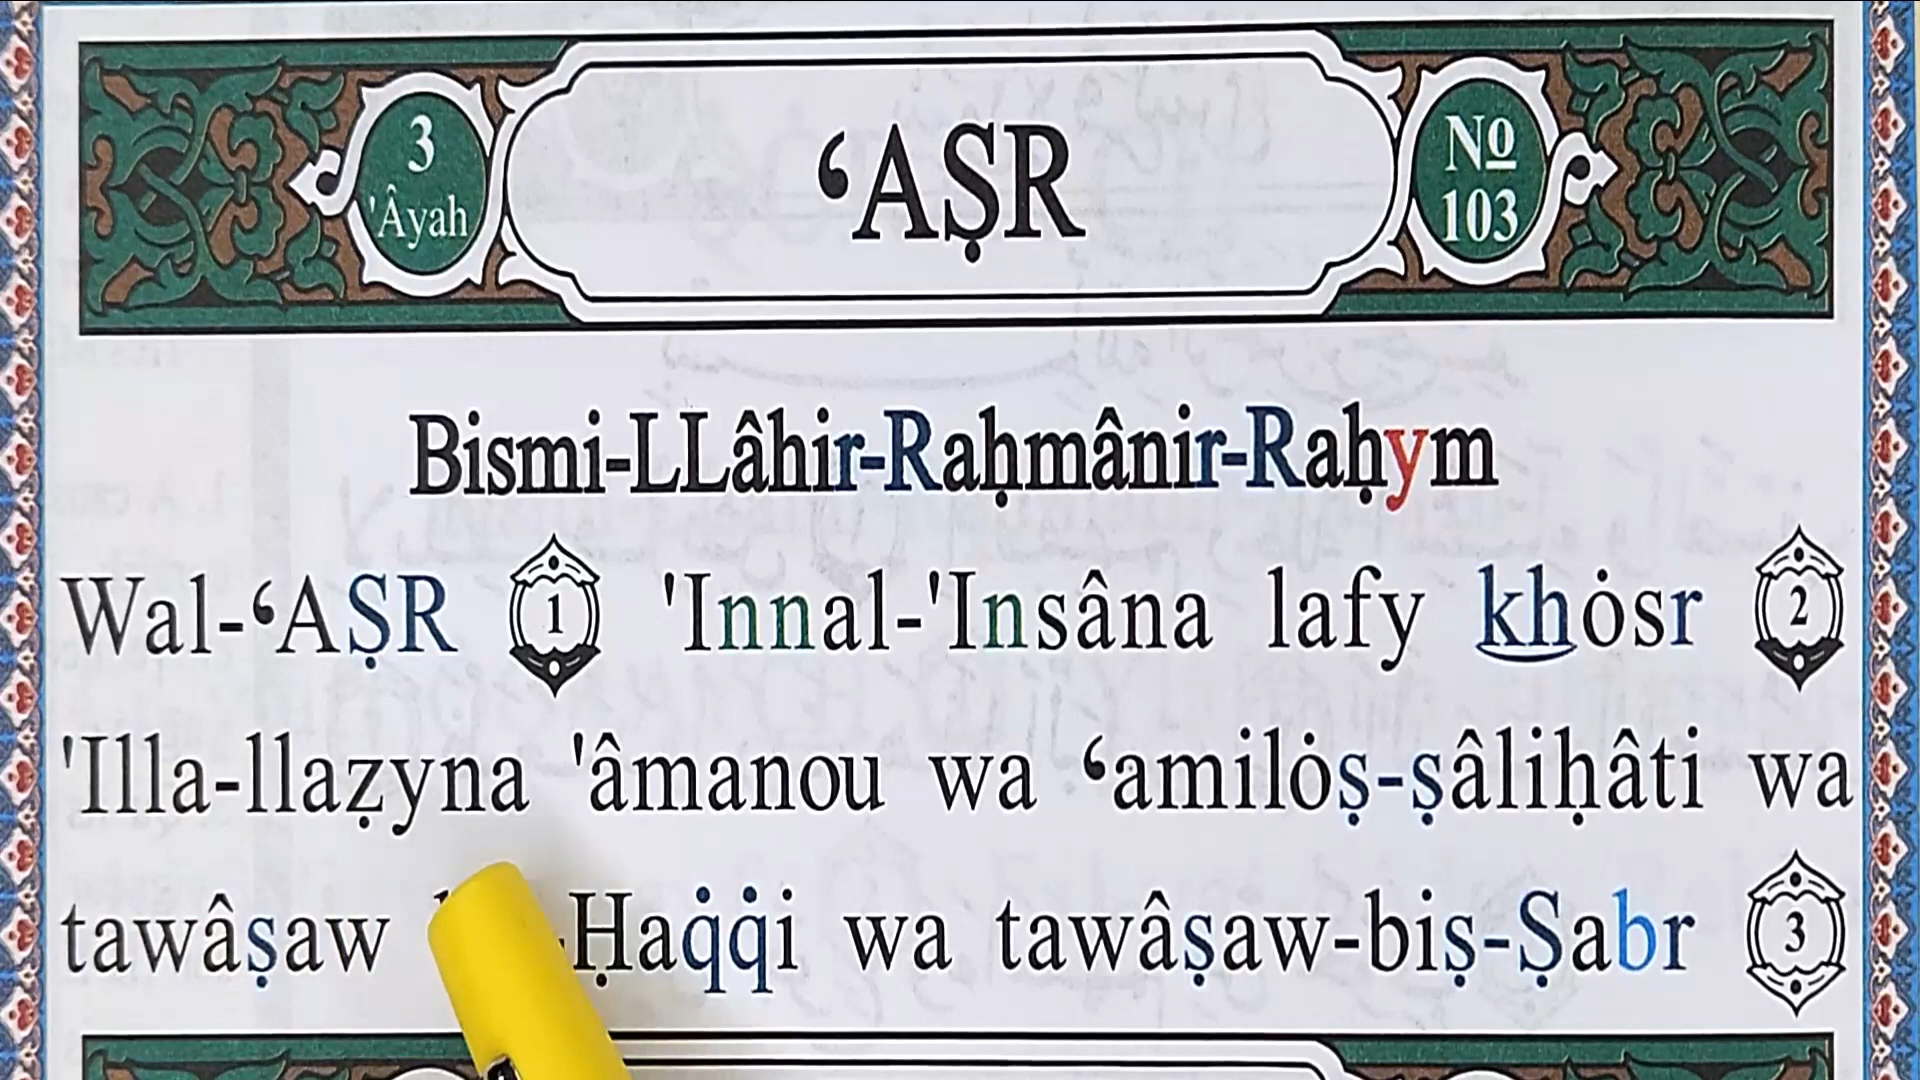 3
'Âyah
‘AṢR
Nº
103
Bismi-LLâhir-Raḥmânir-Raḥym
Wal-‘AṢR 1 'Innal-'Insâna lafy khȯsr 2
'Illa-llaẓyna 'âmanou wa ‘amilȯṣ-ṣâliḥâti wa
tawâṣaw -Ḥaq̇q̇i wa tawâṣaw-biṣ-Ṣabr 3